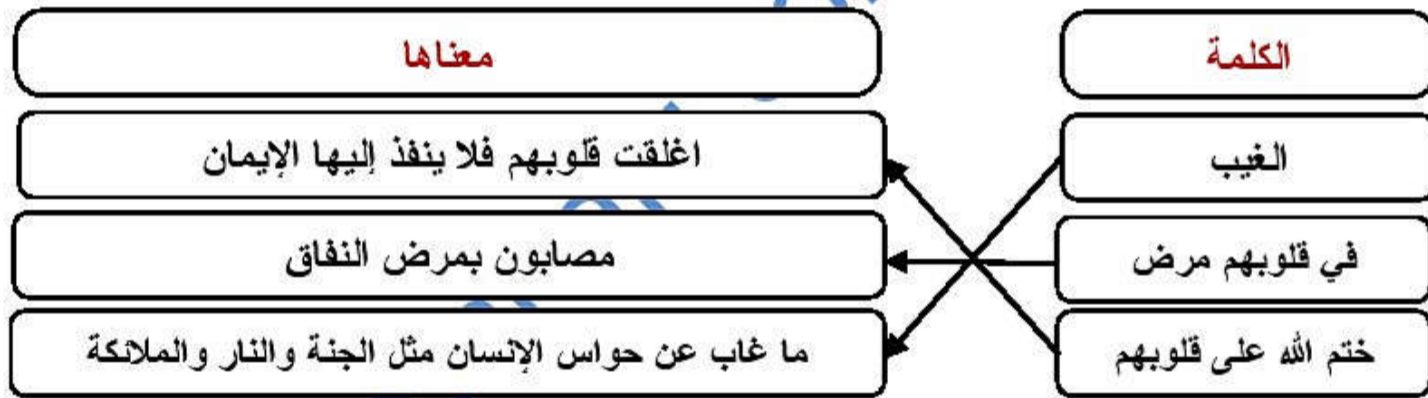 الكلمة
معناها
الغيب
اغلقت قلوبهم فلا ينفذ إليها الإيمان
في قلوبهم مرض
مصابون بمرض النفاق
ختم الله على قلوبهم
ما غاب عن حواس الإنسان مثل الجنة والنار والملائكة